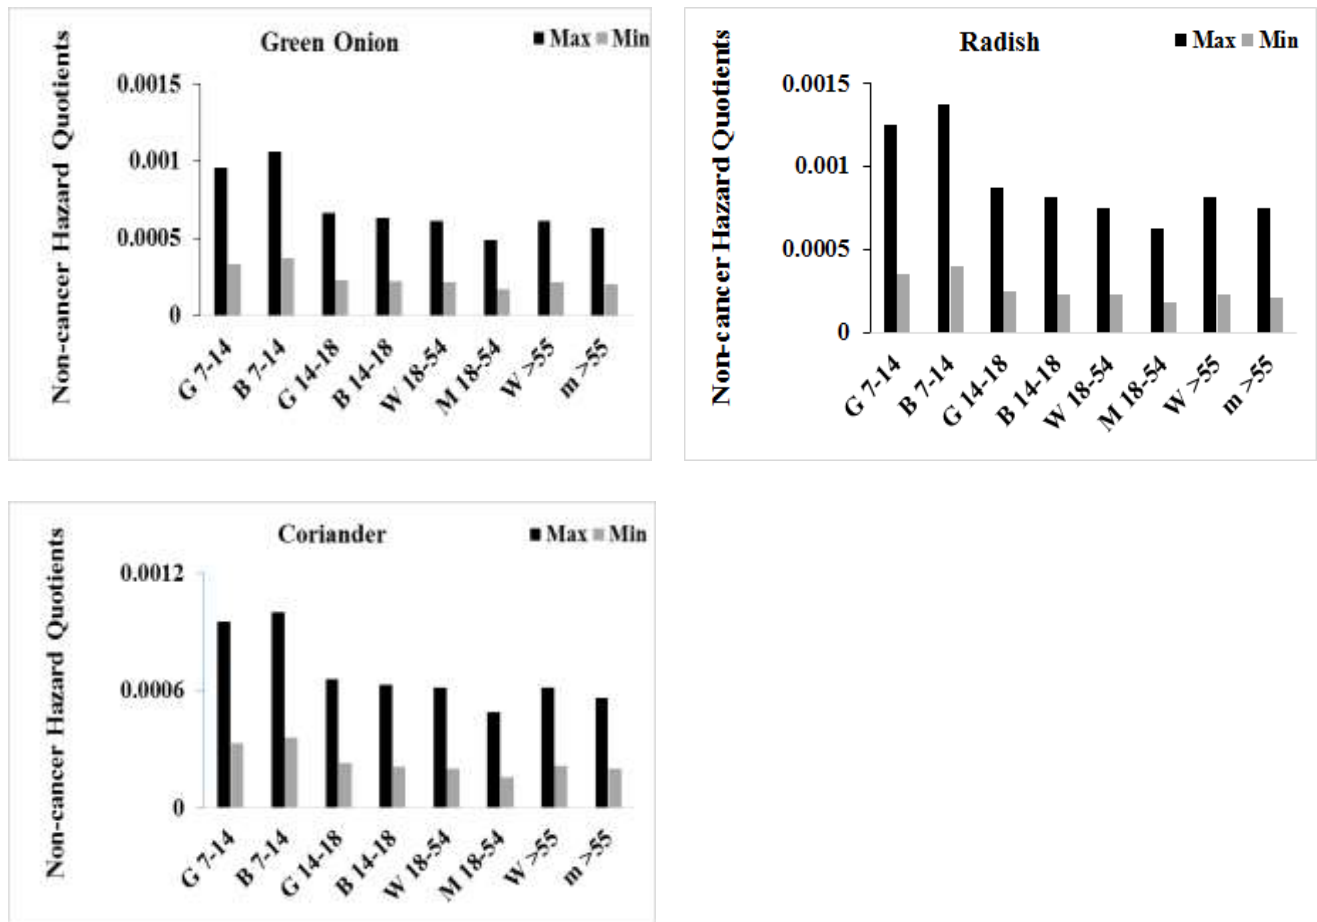 Green Onion
Max Min
Non-cancer Hazard Quotients
0.0015
0.001
0.0005
0
G 7-14
B 7-14
G 14-18
B 14-18
W 18-54
M 18-54
W >55
m >55
Radish
Max Min
Non-cancer Hazard Quotients
0.0015
0.001
0.0005
0
G 7-14
B 7-14
G 14-18
B 14-18
W 18-54
M 18-54
W >55
m >55
Coriander
Max Min
Non-cancer Hazard Quotients
0.0012
0.0006
0
G 7-14
B 7-14
G 14-18
B 14-18
W 18-54
M 18-54
W >55
m >55